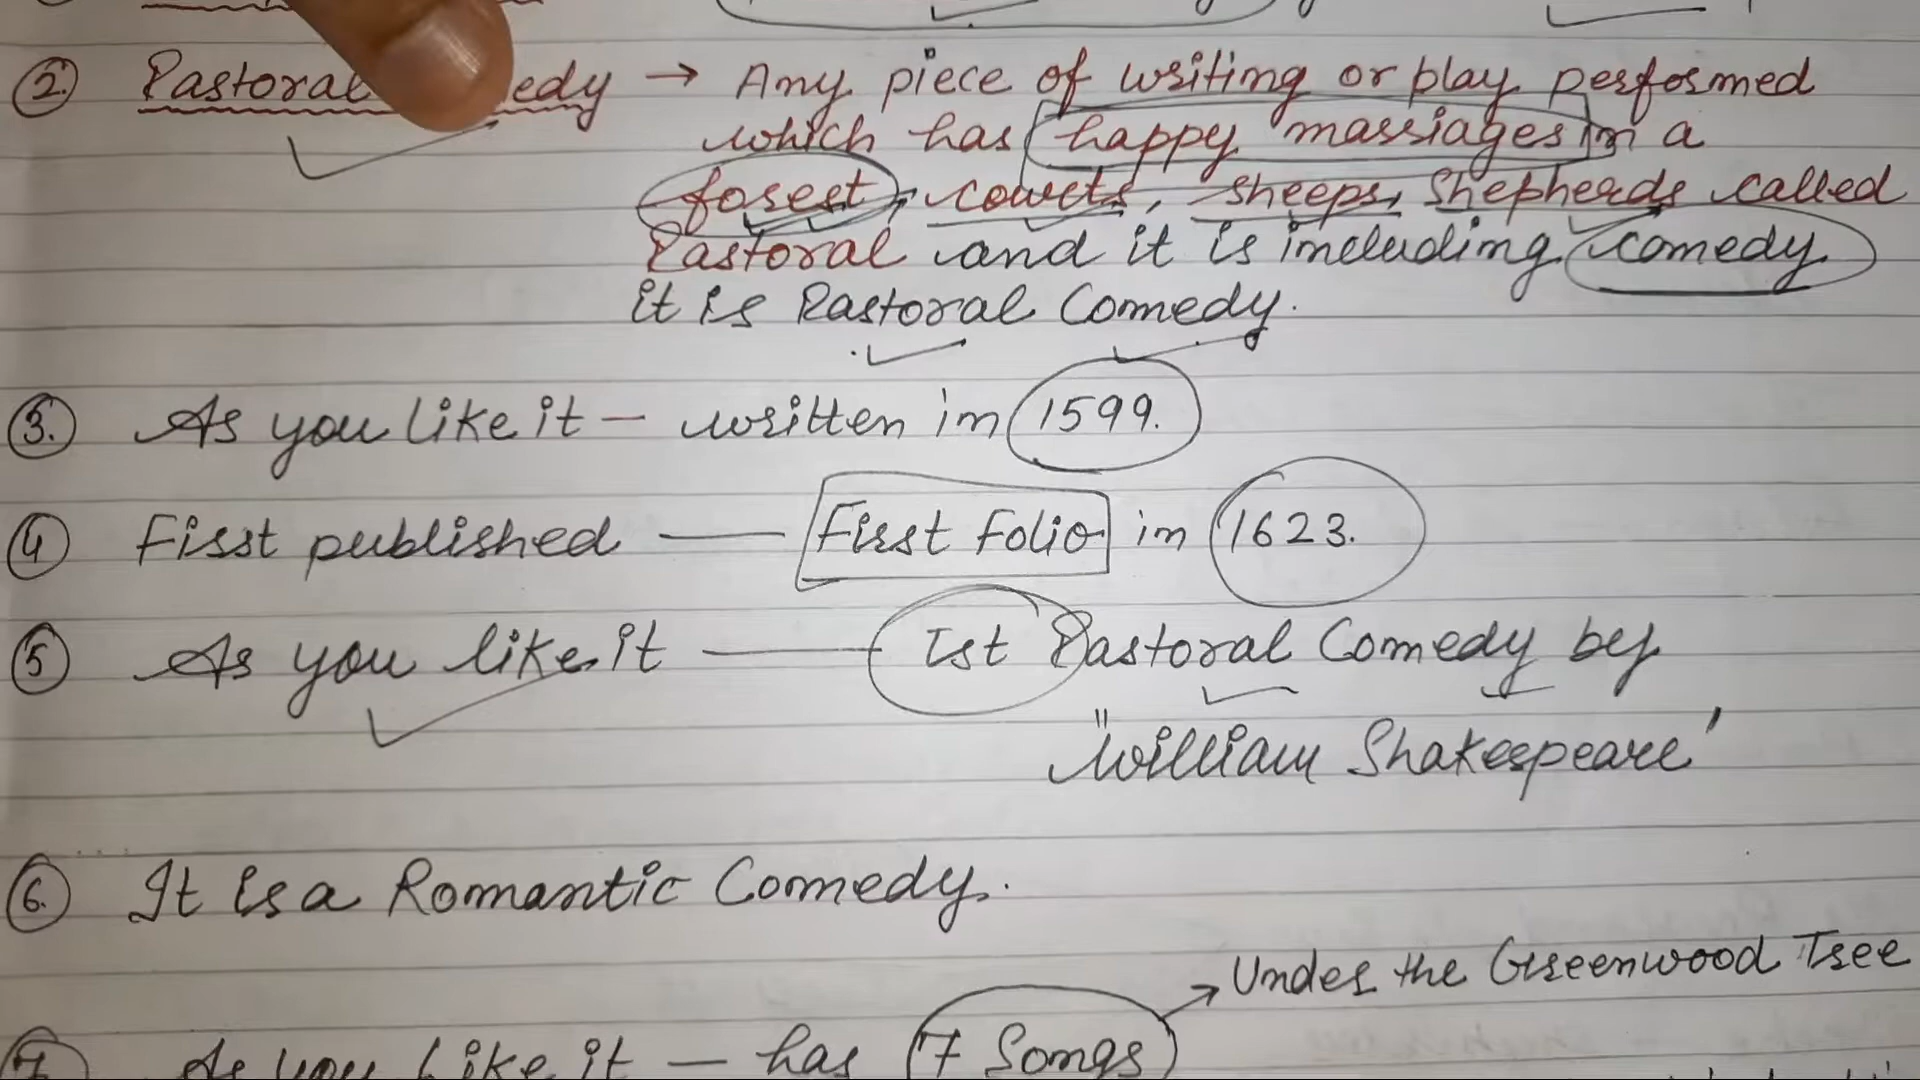 2. Pastoral edy → Any piece of writing or play performed
which has happy marriages in a
forest, courts, sheeps, Shepherds called
Pastoral and it is including comedy
it is Pastoral Comedy.
3. As you like it - written in 1599.
4 First published — First Folio in 1623.
5 As you like it — Ist Pastoral Comedy by
"William Shakespeare'
6. It is a Romantic Comedy.
→ Under the Greenwood Tree
7. As you like it - has 7 Songs